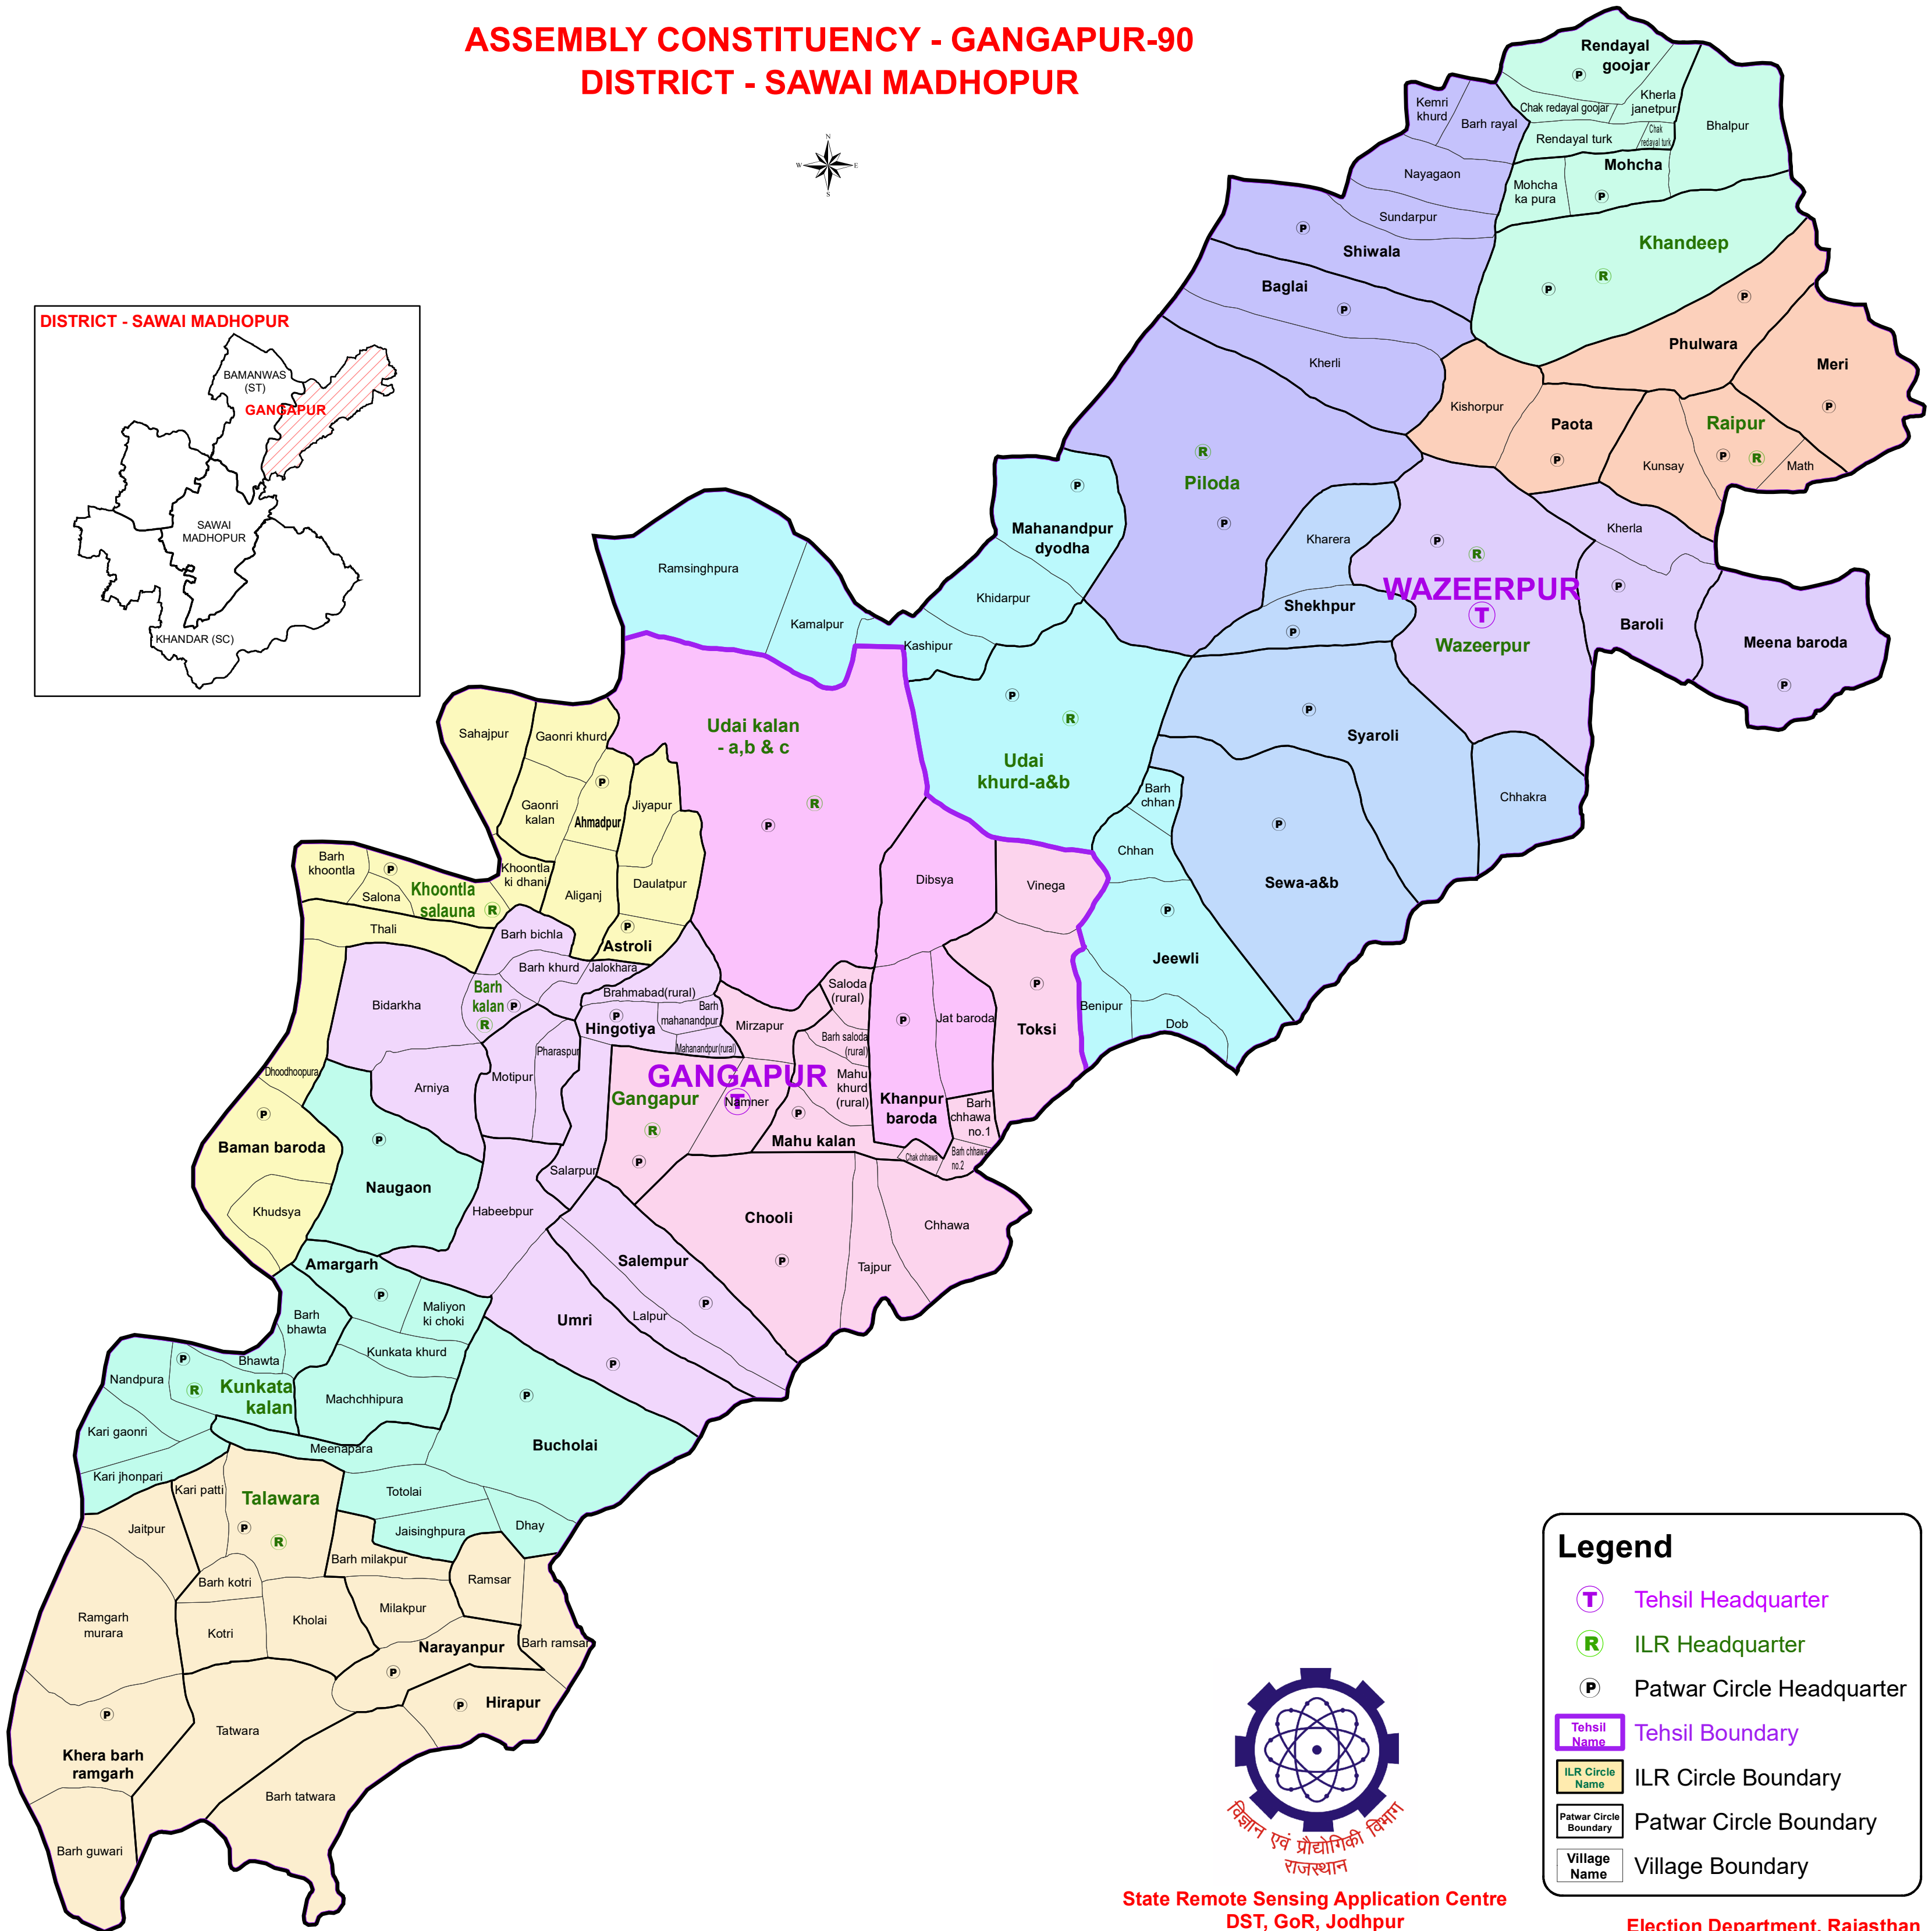 ASSEMBLY CONSTITUENCY - GANGAPUR-90
DISTRICT - SAWAI MADHOPUR
N
W
E
S
DISTRICT - SAWAI MADHOPUR
BAMANWAS
(ST)
GANGAPUR
SAWAI
MADHOPUR
KHANDAR (SC)
Rendayal
goojar
P
Kherla
janetpur
Chak redayal goojar
Kemri
khurd
Barh rayal
Rendayal turk
Chak
redayal turk
Bhalpur
Mohcha
P
Mohcha
ka pura
Nayagaon
Sundarpur
P
Shiwala
Khandeep
R
P
Baglai
P
Kherli
P
Phulwara
Meri
P
Kishorpur
Paota
P
Kunsay
Raipur
P
R
Math
R
Piloda
P
Mahanandpur
dyodha
P
Khidarpur
Kharera
Shekhpur
P
P
R
WAZEERPUR
T
Wazeerpur
Kherla
P
Baroli
Meena baroda
P
Ramsinghpura
Kamalpur
Kashipur
P
R
Udai
khurd-a&b
P
Syaroli
Chhakra
Udai kalan
- a,b & c
R
P
Sahajpur
Gaonri khurd
Gaonri
kalan
P
Ahmadpur
Jiyapur
Barh
chhan
Chhan
P
Sewa-a&b
Barh
khoontla
P
Salona
Khoontla
salauna
R
Khoontla
ki dhani
Aliganj
Daulatpur
P
Astroli
Dibsya
Vinega
P
Jeewli
Thali
Barh bichla
Barh khurd
Jalokhara
Barh
kalan
P
R
Bidarkha
Brahmabad(rural)
P
Hingotiya
Barh
mahanandpur
Mahanandpur(rural)
Mirzapur
Saloda
(rural)
Barh saloda
(rural)
P
Jat baroda
P
Toksi
Benipur
Dob
Dhoodhoopura
P
Baman baroda
Khudsya
Arniya
Motipur
Pharaspur
GANGAPUR
T
Gangapur
R
P
Namner
Mahu
khurd
(rural)
P
Mahu kalan
Khanpur
baroda
Barh
chhawa
no.1
Chak chhawa
Barh chhawa
no.2
P
Naugaon
Habeebpur
Salarpur
Chooli
P
Tajpur
Chhawa
Salempur
P
Lalpur
Umri
P
Amargarh
P
Maliyon
ki choki
Barh
bhawta
Kunkata khurd
P
Bhawta
Nandpura
R
Kunkata
kalan
Machchhipura
P
Bucholai
Kari gaonri
Meenapara
Kari jhonpari
Kari patti
Talawara
P
R
Totolai
Jaisinghpura
Dhay
Jaitpur
Barh milakpur
Barh kotri
Ramsar
Ramgarh
murara
Kotri
Kholai
Milakpur
Narayanpur
P
Barh ramsar
P
Hirapur
P
Khera barh
ramgarh
Tatwara
Barh tatwara
Barh guwari
Legend
T Tehsil Headquarter
R ILR Headquarter
P Patwar Circle Headquarter
Tehsil
Name
Tehsil Boundary
ILR Circle
Name
ILR Circle Boundary
Patwar Circle
Boundary
Patwar Circle Boundary
Village
Name
Village Boundary
विज्ञान एवं प्रौद्योगिकी विभाग
राजस्थान
State Remote Sensing Application Centre
DST, GoR, Jodhpur
Election Department, Rajasthan